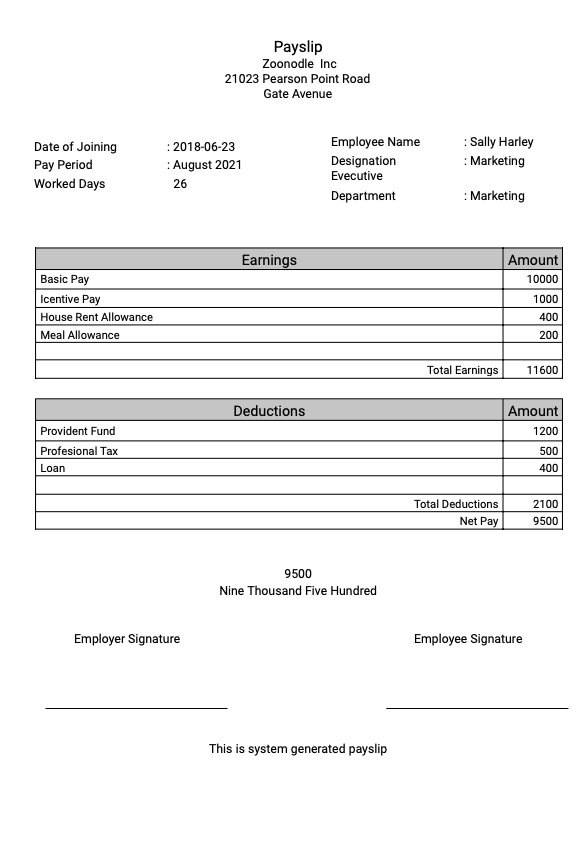 Payslip
Zoonodle Inc
21023 Pearson Point Road
Gate Avenue
Date of Joining : 2018-06-23
Pay Period : August 2021
Worked Days 26
Employee Name : Sally Harley
Designation : Marketing
Executive
Department : Marketing
Earnings Amount
Basic Pay 10000
Icentive Pay 1000
House Rent Allowance 400
Meal Allowance 200
Total Earnings 11600
Deductions Amount
Provident Fund 1200
Profesional Tax 500
Loan 400
Total Deductions 2100
Net Pay 9500
9500
Nine Thousand Five Hundred
Employer Signature Employee Signature
This is system generated payslip